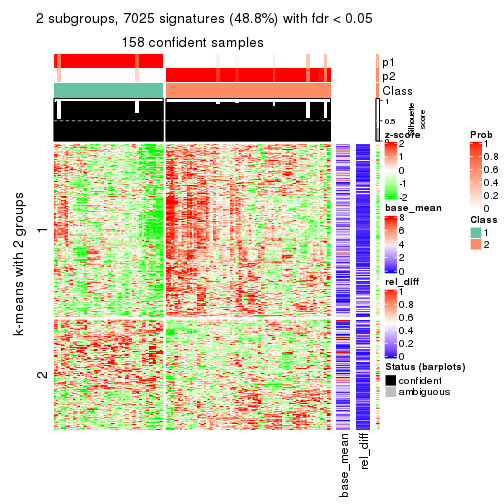 2 subgroups, 7025 signatures (48.8%) with fdr < 0.05
158 confident samples
p1
p2
Class
1
0.5
0
Silhouette
score
k-means with 2 groups
1
2
base_mean
rel_diff
z-score
2
1
0
-1
-2
base_mean
8
6
4
2
0
rel_diff
1
0.8
0.6
0.4
0.2
0
Status (barplots)
confident
ambiguous
Prob
1
0.8
0.6
0.4
0.2
0
Class
1
2